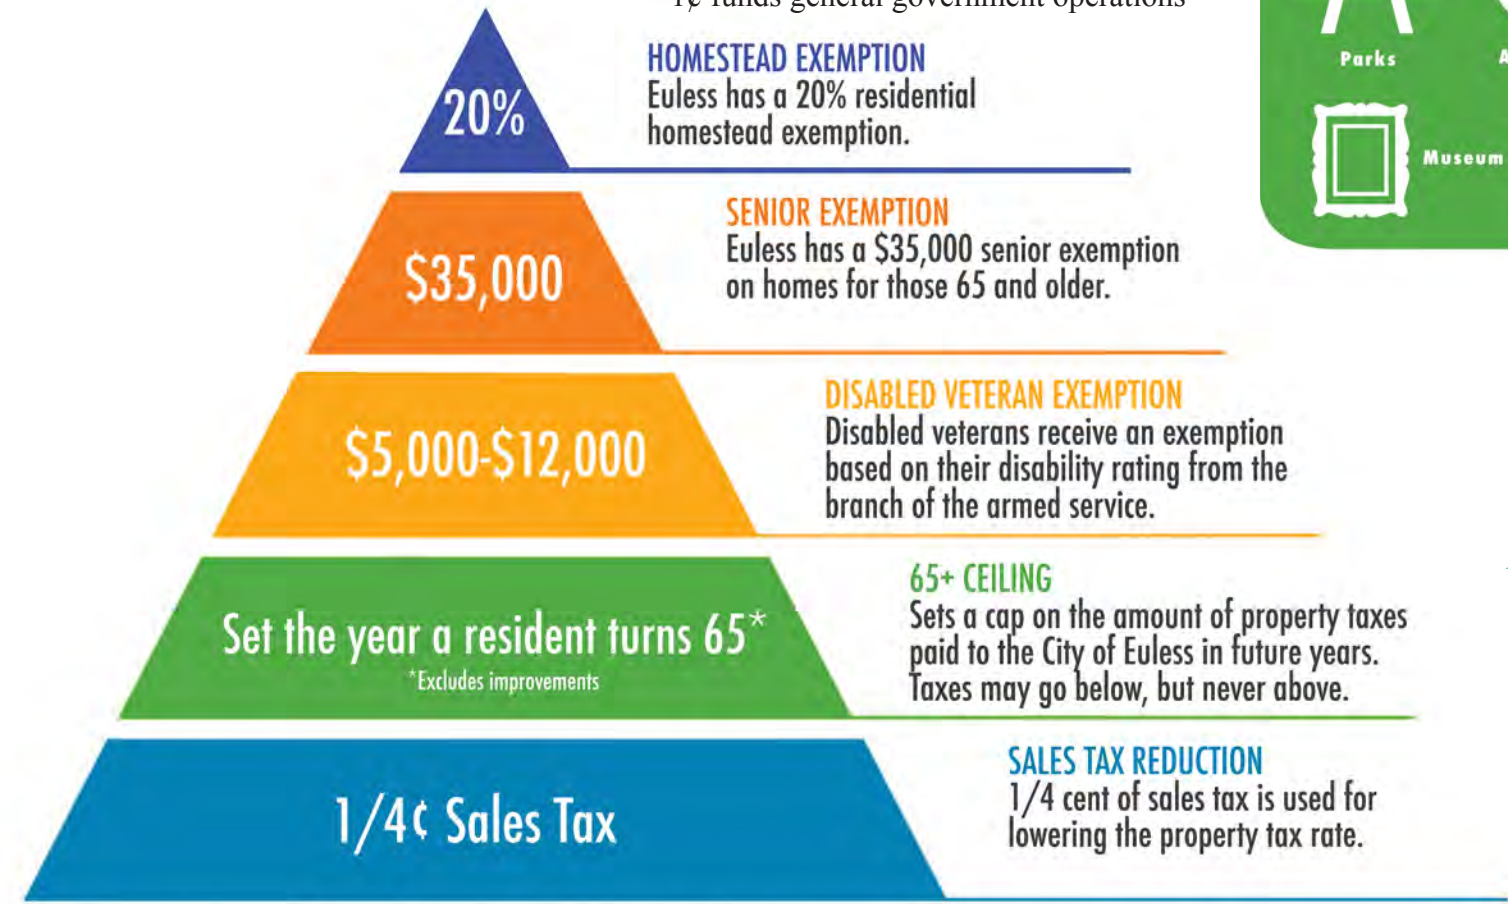 1¢ funds general government operations
Parks
Museum
20%
HOMESTEAD EXEMPTION
Euless has a 20% residential
homestead exemption.
$35,000
SENIOR EXEMPTION
Euless has a $35,000 senior exemption
on homes for those 65 and older.
$5,000-$12,000
DISABLED VETERAN EXEMPTION
Disabled veterans receive an exemption
based on their disability rating from the
branch of the armed service.
Set the year a resident turns 65*
*Excludes improvements
65+ CEILING
Sets a cap on the amount of property taxes
paid to the City of Euless in future years.
Taxes may go below, but never above.
1/4¢ Sales Tax
SALES TAX REDUCTION
1/4 cent of sales tax is used for
lowering the property tax rate.